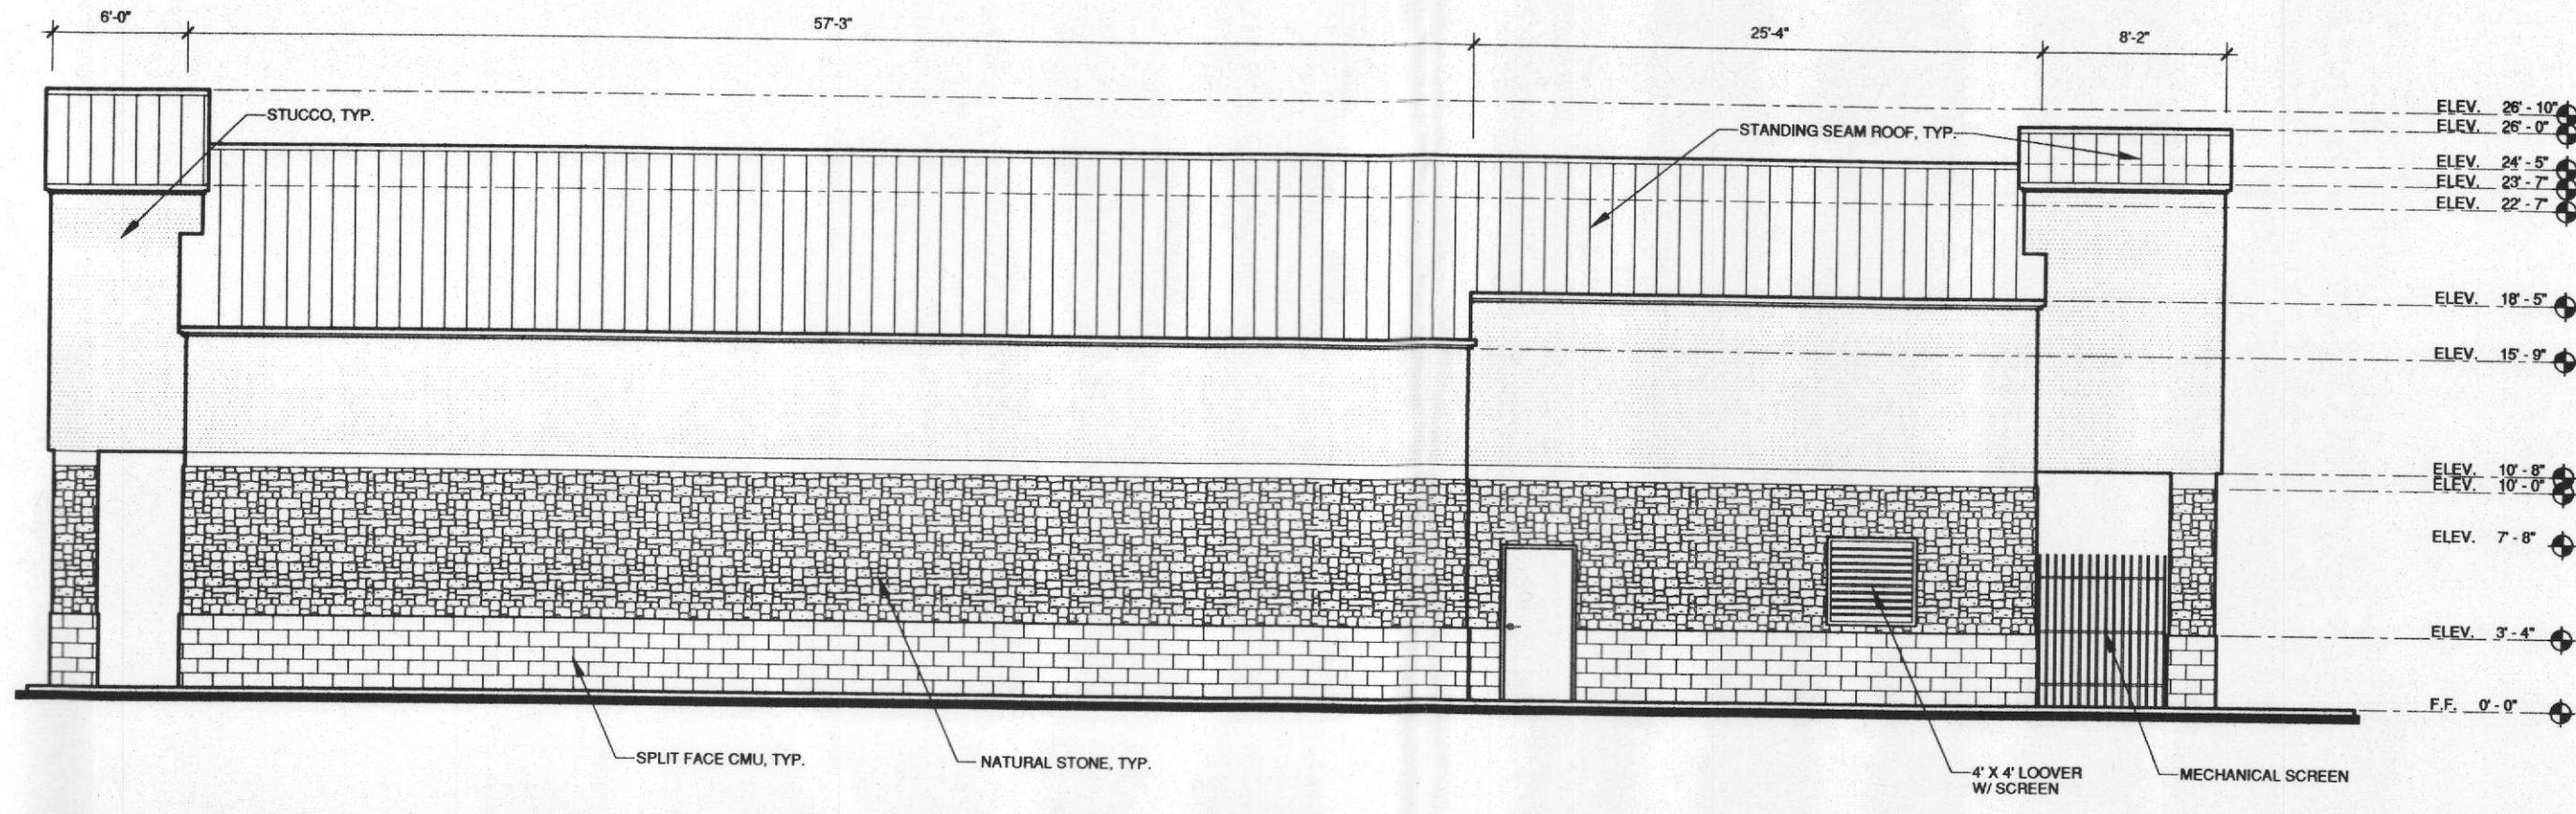 6'-0"
57'-3"
25'-4"
8'-2"
STUCCO, TYP.
STANDING SEAM ROOF, TYP.
ELEV. 26' - 10"
ELEV. 26' - 0"
ELEV. 24' - 5"
ELEV. 23' - 7"
ELEV. 22' - 7"
ELEV. 18' - 5"
ELEV. 15' - 9"
ELEV. 10' - 8"
ELEV. 10' - 0"
ELEV. 7' - 8"
ELEV. 3' - 4"
F.F. 0' - 0"
SPLIT FACE CMU, TYP.
NATURAL STONE, TYP.
4' X 4' LOOVER
W/ SCREEN
MECHANICAL SCREEN